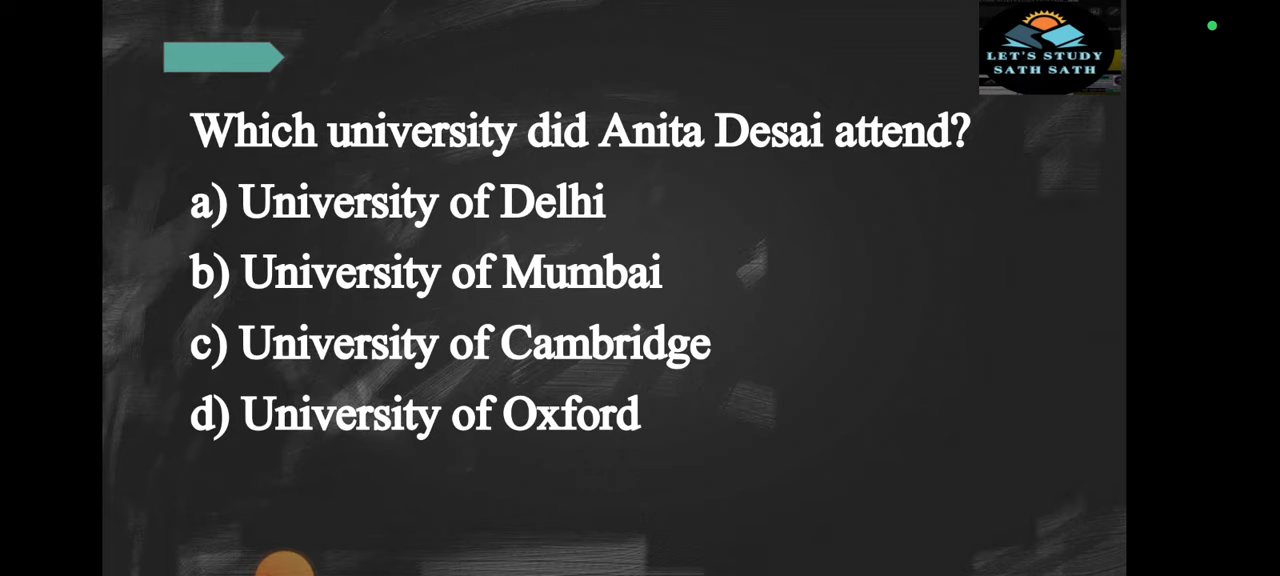 LET'S STUDY
SATH SATH
Which university did Anita Desai attend?
a) University of Delhi
b) University of Mumbai
c) University of Cambridge
d) University of Oxford